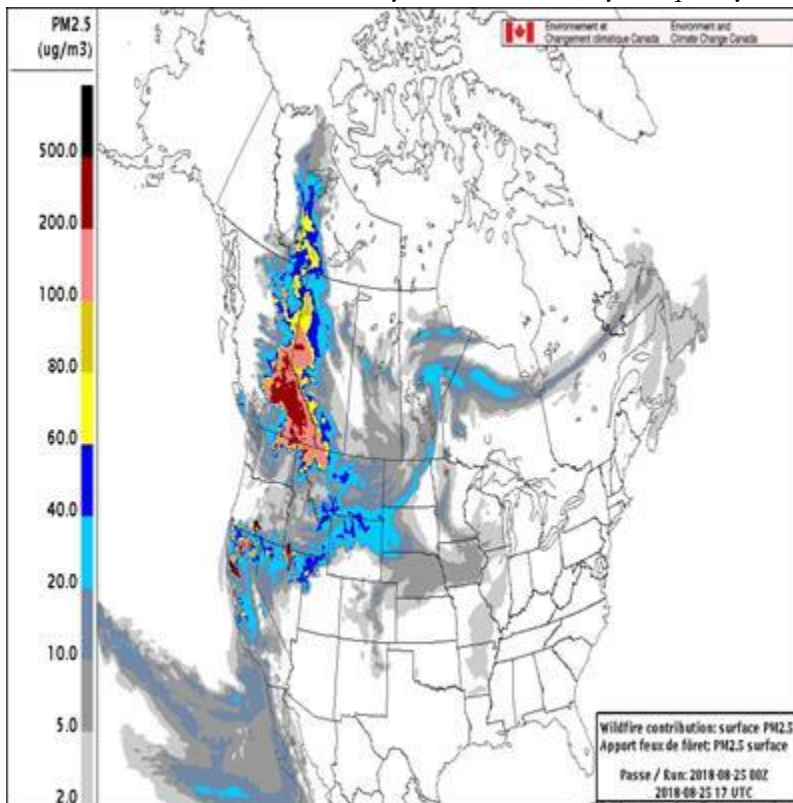 PM2.5
(ug/m3)
500.0
200.0
100.0
80.0
60.0
40.0
20.0
10.0
5.0
2.0
Environnement et
Changement climatique Canada
Environment and
Climate Change Canada
Wildfire contribution: surface PM2.5
Apport feux de fôret: PM2.5 surface
Passe / Run: 2018-08-25 00Z
2018-08-25 17 UTC